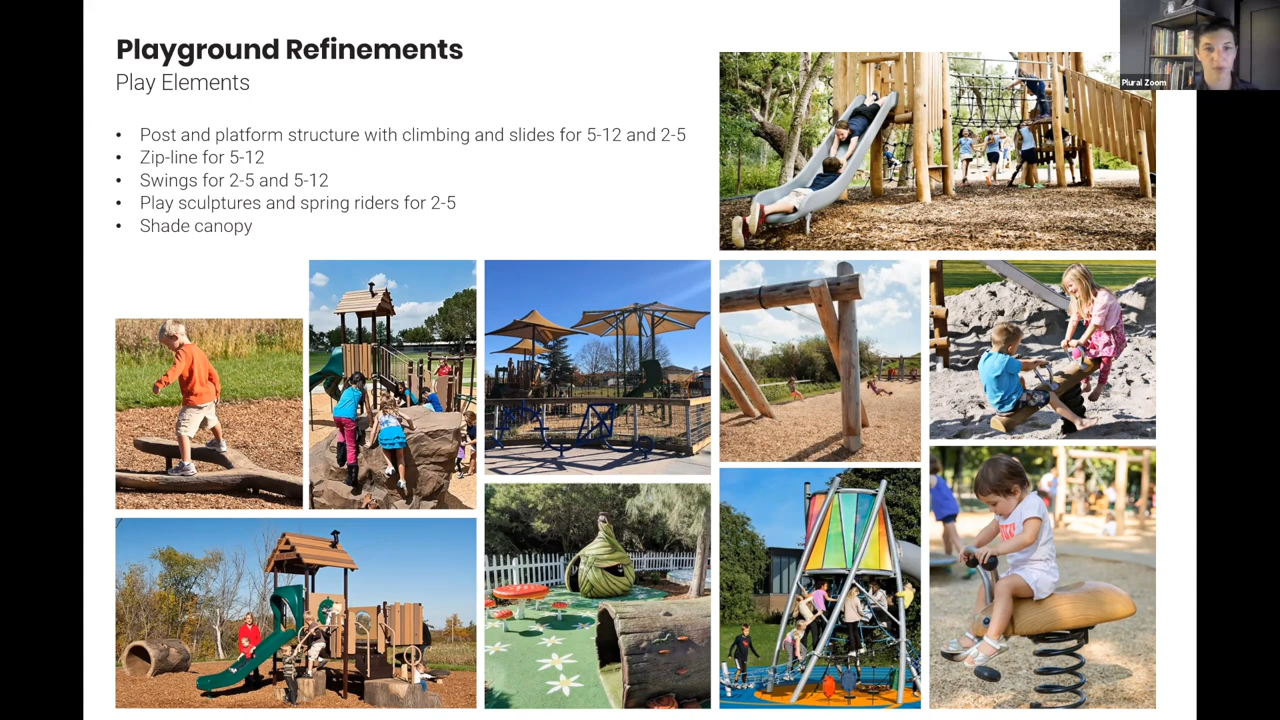 Playground Refinements
Play Elements
• Post and platform structure with climbing and slides for 5-12 and 2-5
• Zip-line for 5-12
• Swings for 2-5 and 5-12
• Play sculptures and spring riders for 2-5
• Shade canopy
Plural Zoom